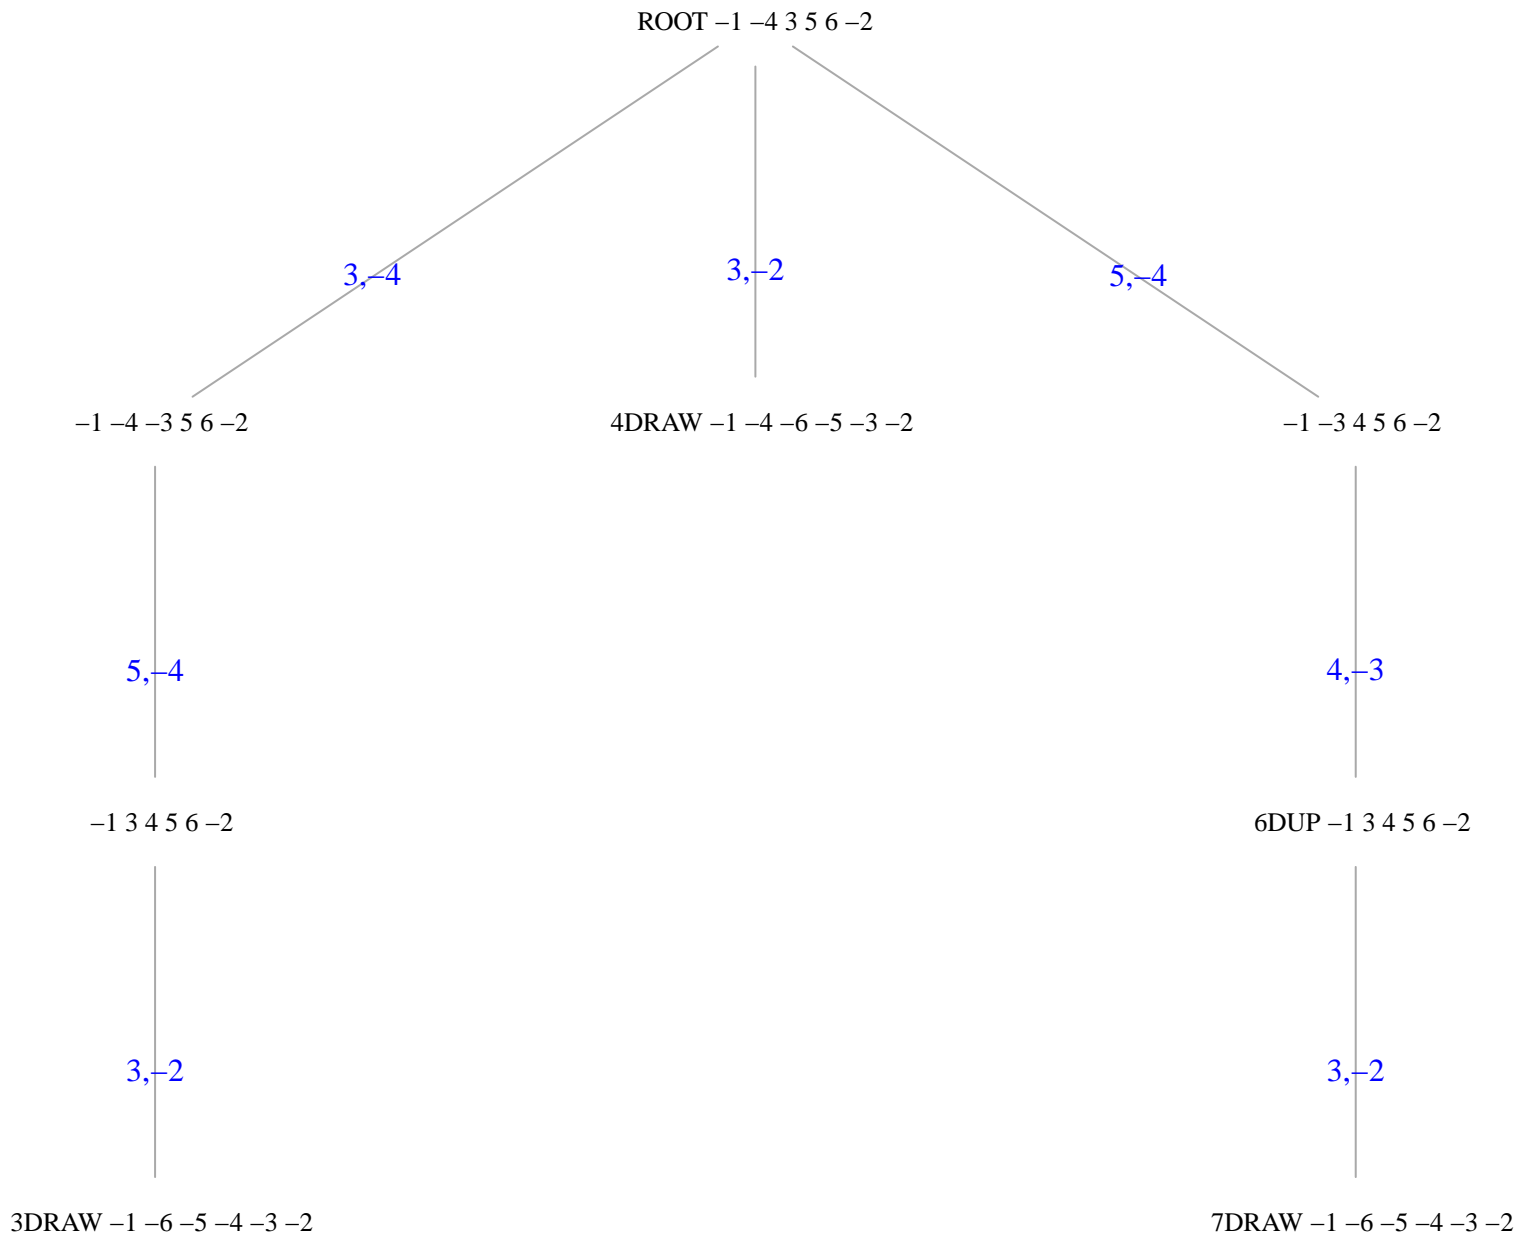 ROOT –1 –4 3 5 6 –2
3,–4
3,–2
5,–4
–1 –4 –3 5 6 –2
4DRAW –1 –4 –6 –5 –3 –2
–1 –3 4 5 6 –2
5,–4
4,–3
–1 3 4 5 6 –2
6DUP –1 3 4 5 6 –2
3,–2
3,–2
3DRAW –1 –6 –5 –4 –3 –2
7DRAW –1 –6 –5 –4 –3 –2